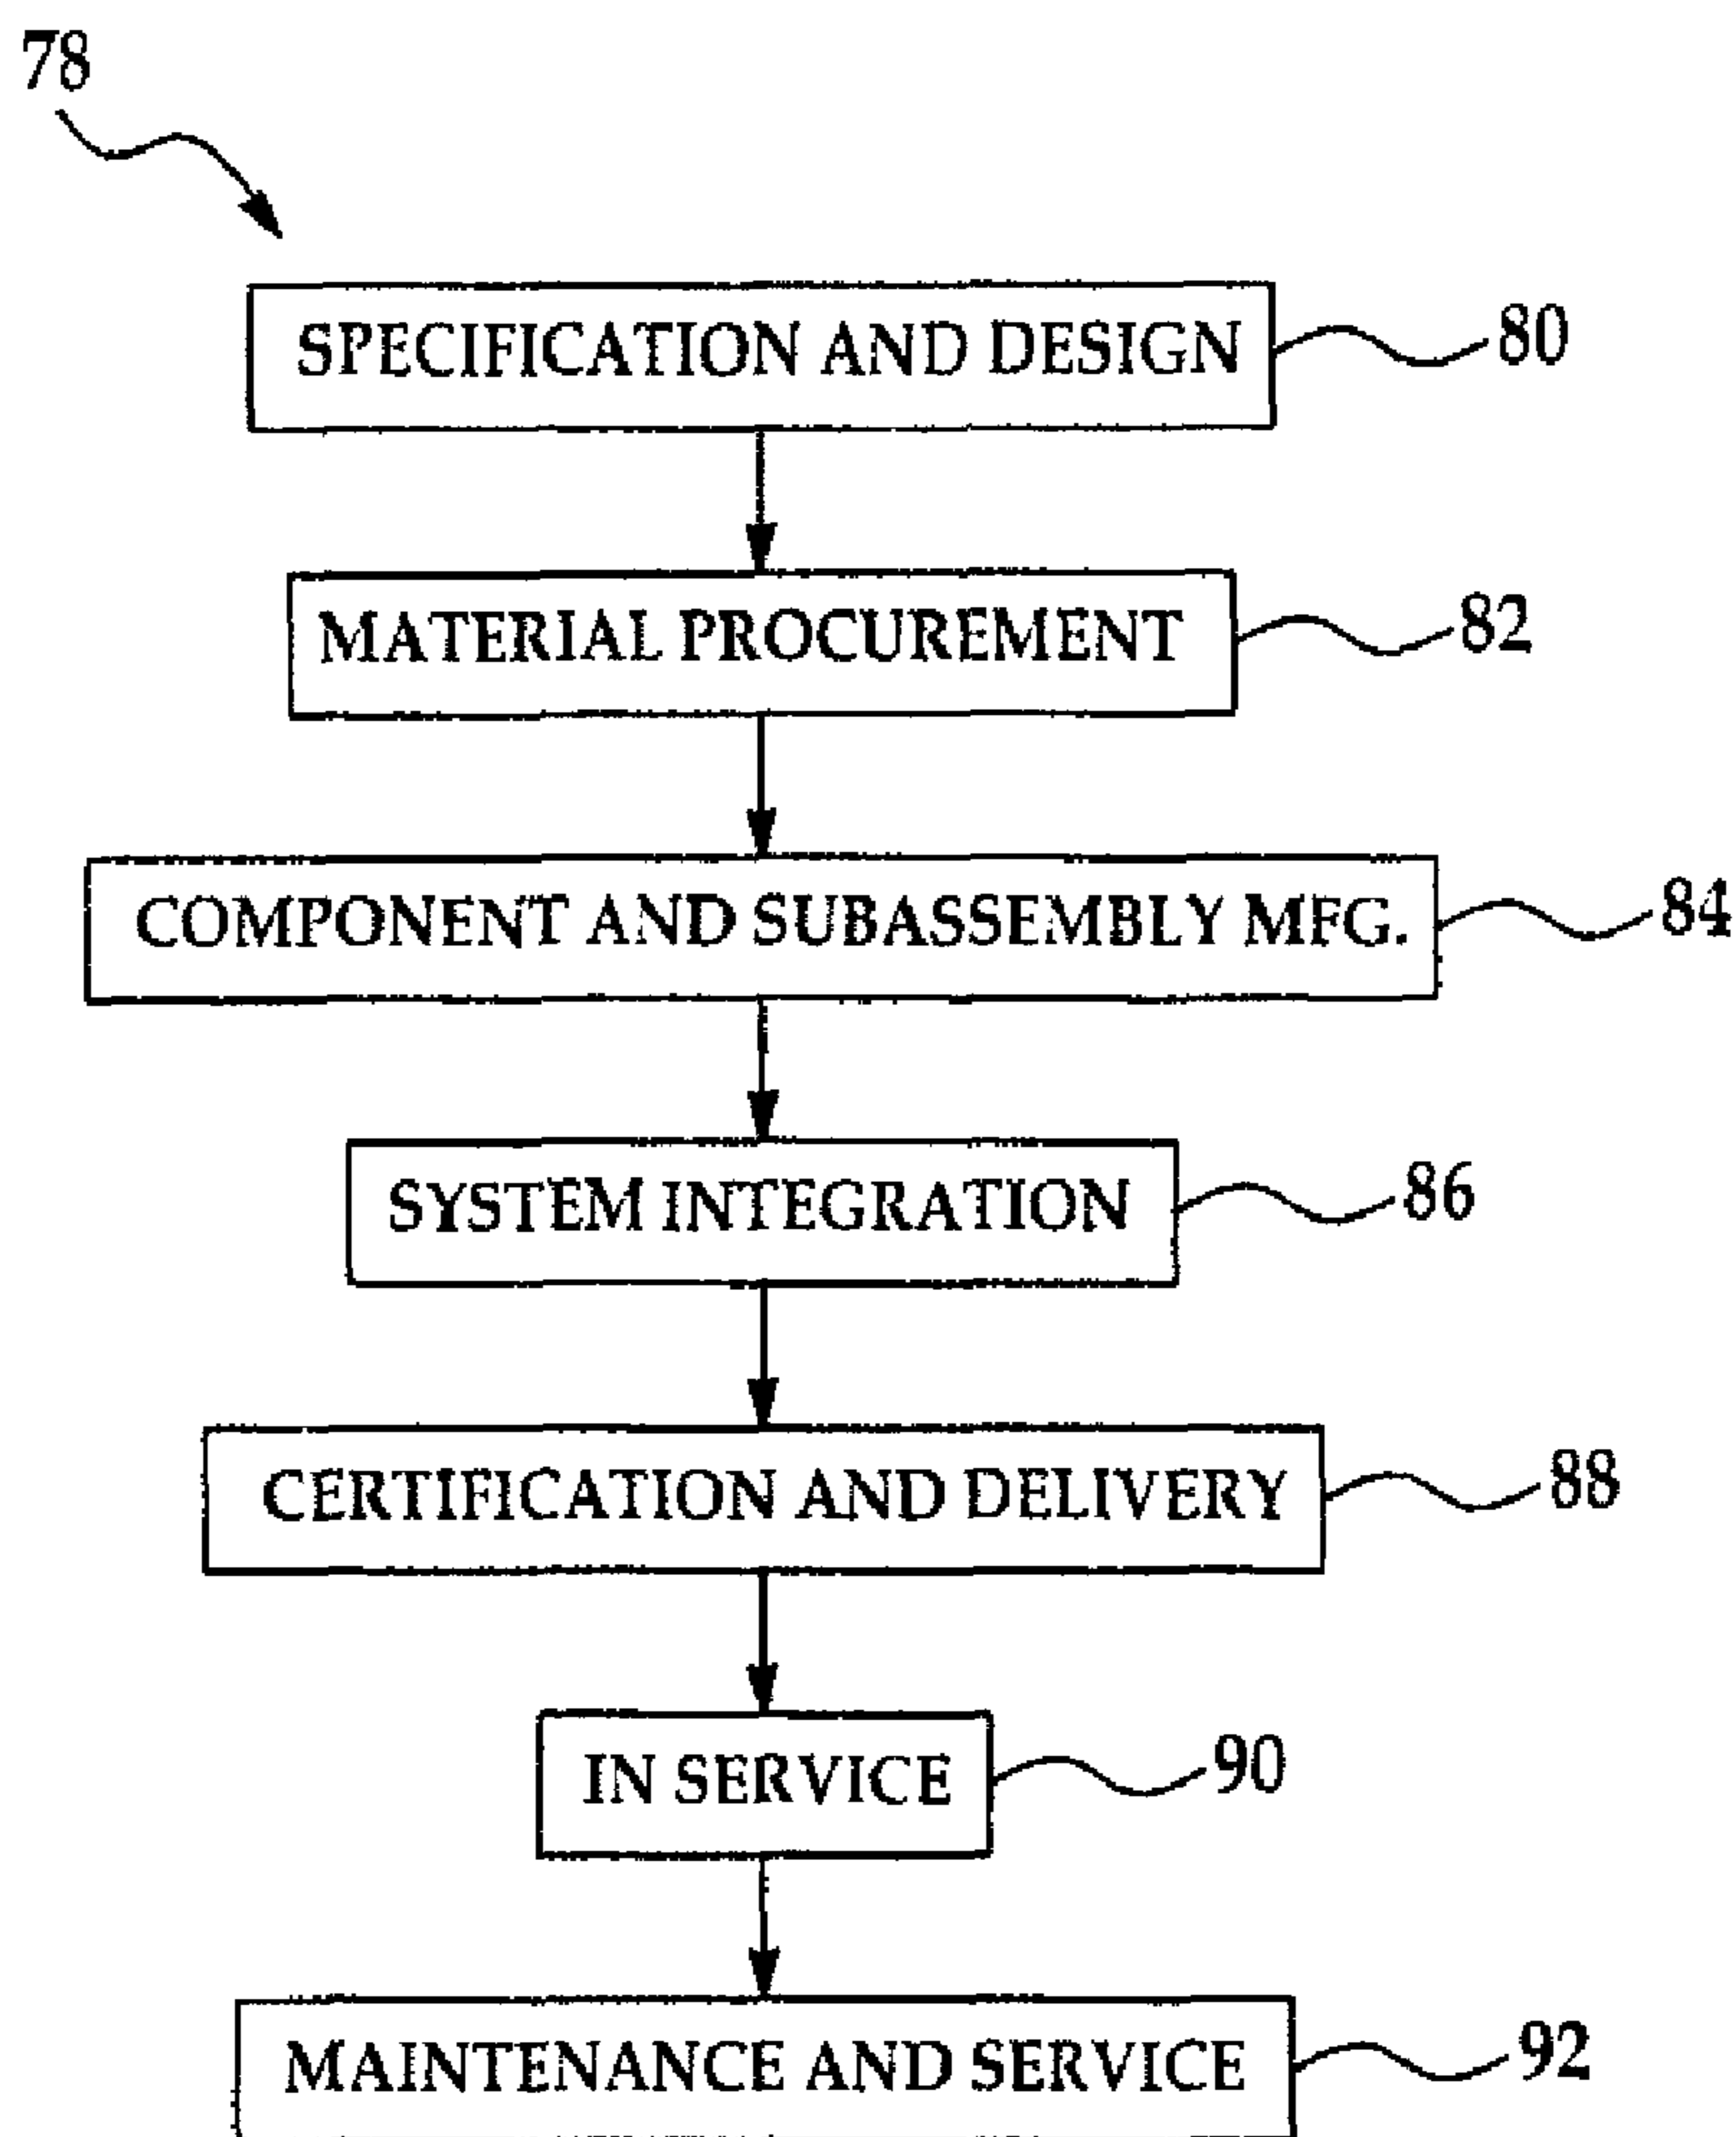 78
SPECIFICATION AND DESIGN 80
MATERIAL PROCUREMENT 82
COMPONENT AND SUBASSEMBLY MFG. 84
SYSTEM INTEGRATION 86
CERTIFICATION AND DELIVERY 88
IN SERVICE 90
MAINTENANCE AND SERVICE 92